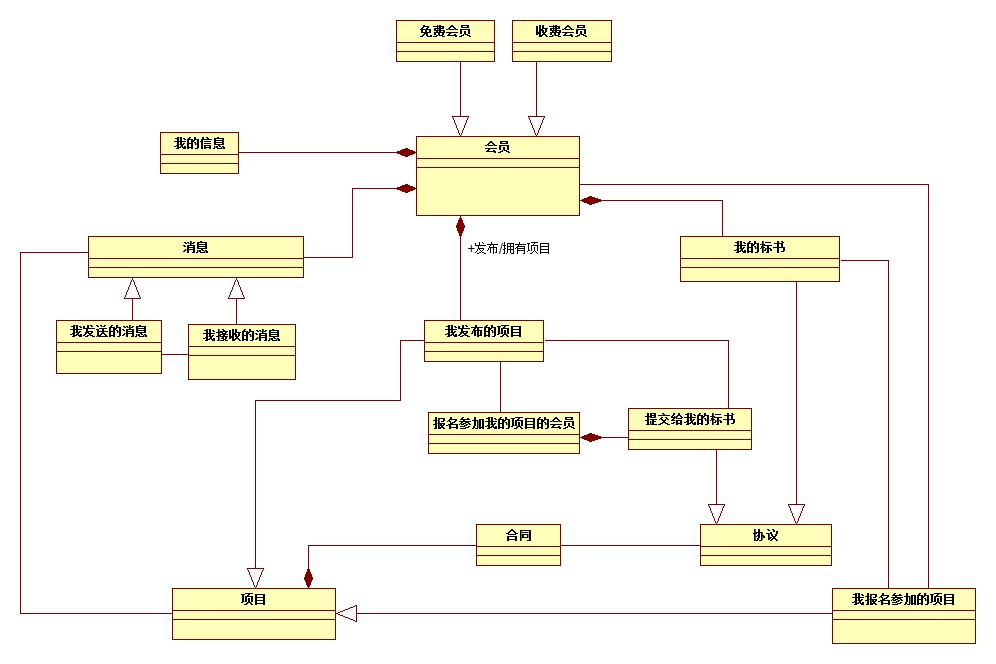 免费会员
收费会员
我的信息
会员
消息
+发布/拥有项目
我的标书
我发送的消息
我接收的消息
我发布的项目
报名参加我的项目的会员
提交给我的标书
合同
协议
项目
我报名参加的项目